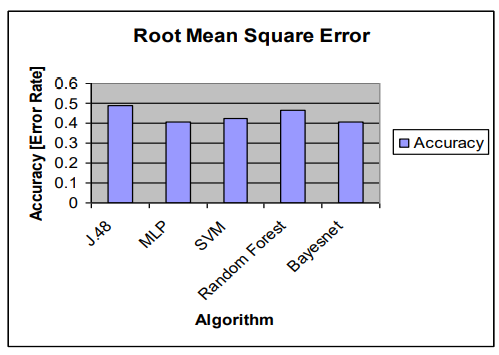 Root Mean Square Error
Accuracy [Error Rate]
0.6
0.5
0.4
0.3
0.2
0.1
0
J.48
MLP
SVM
Random Forest
Bayesnet
Algorithm
Accuracy